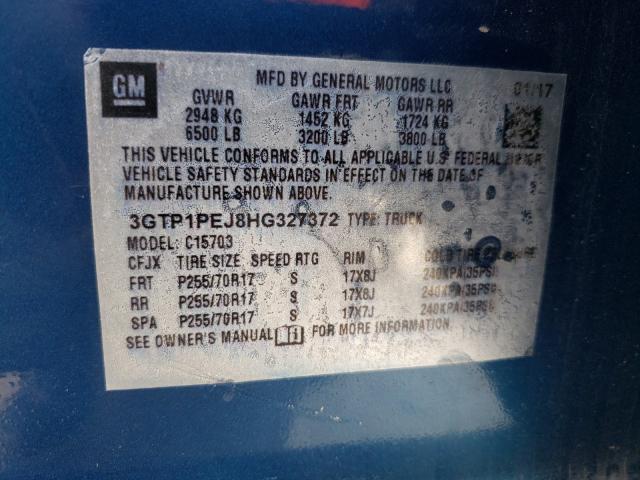 GM
MFD BY GENERAL MOTORS LLC 01/17
GVWR GAWR FRT GAWR RR
2948 KG 1452 KG 1724 KG
6500 LB 3200 LB 3800 LB
THIS VEHICLE CONFORMS TO ALL APPLICABLE U.S. FEDERAL MOTOR
VEHICLE SAFETY STANDARDS IN EFFECT ON THE DATE OF
MANUFACTURE SHOWN ABOVE.
3GTP1PEJ8HG327372 TYPE: TRUCK
MODEL: C15703
CFJX TIRE SIZE SPEED RTG RIM COLD TIRE
FRT P255/70R17 S 17X8J 240KPA(35PSI)
RR P255/70R17 S 17X8J 240KPA(35PSI)
SPA P255/70R17 S 17X7J 240KPA(35PSI)
SEE OWNER'S MANUAL FOR MORE INFORMATION.